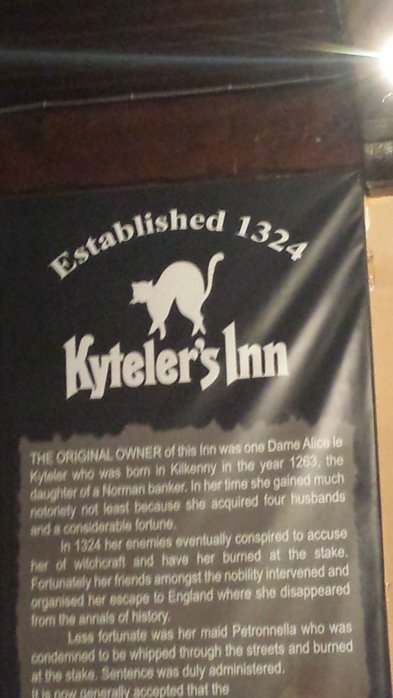 Established 1324
Kyteler's Inn
THE ORIGINAL OWNER of this Inn was one Dame Alice le
Kyteler who was born in Kilkenny in the year 1263, the
daughter of a Norman banker. In her time she gained much
notoriety not least because she acquired four husbands
and a considerable fortune.
In 1324 her enemies eventually conspired to accuse
her of witchcraft and have her burned at the stake.
Fortunately her friends amongst the nobility intervened and
organised her escape to England where she disappeared
from the annals of history.
Less fortunate was her maid Petronnella who was
condemned to be whipped through the streets and burned
at the stake. Sentence was duly administered.
It is now generally accepted that the